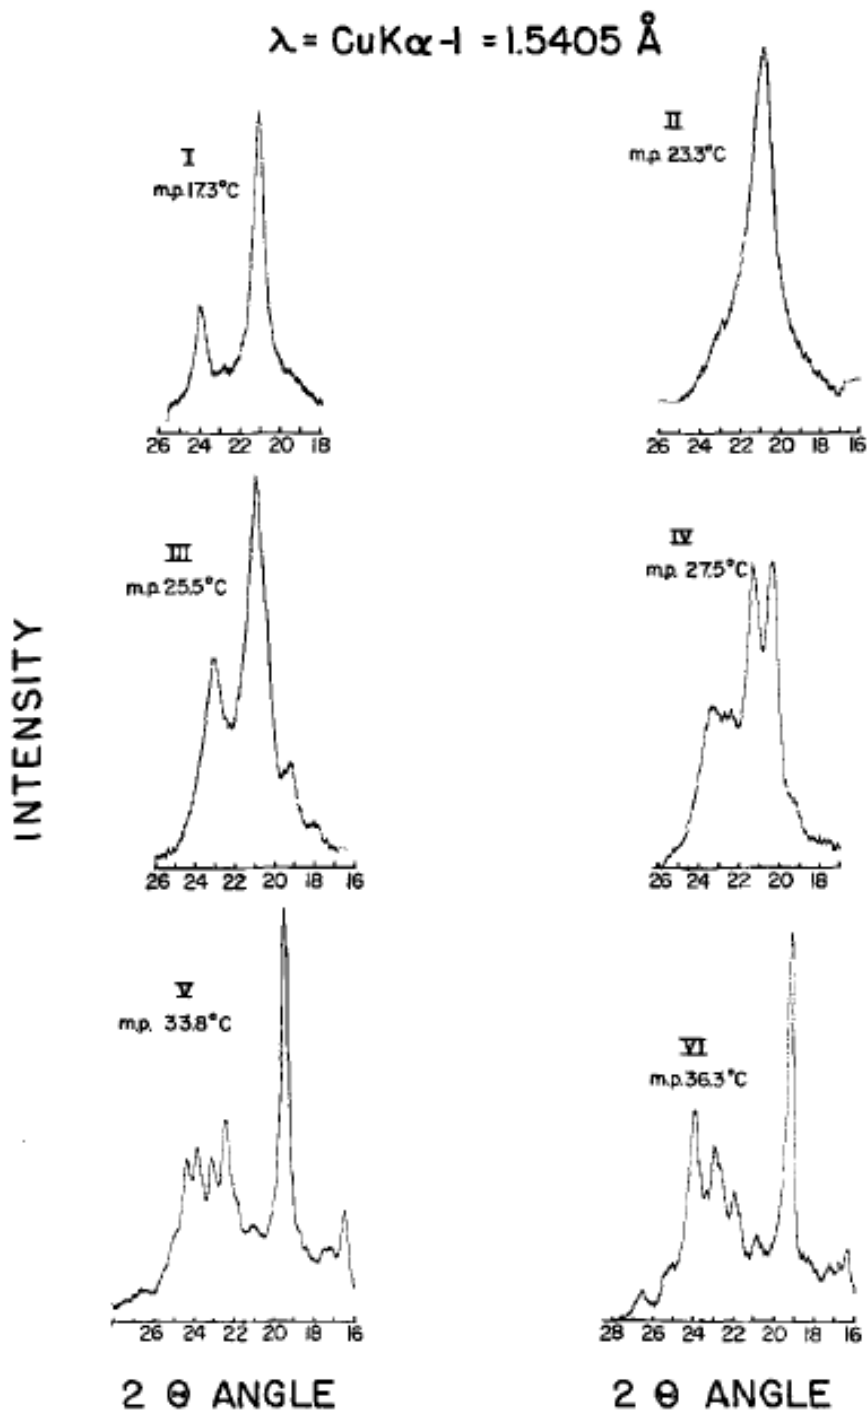 λ = CuKα-1 = 1.5405 Å
I
m.p. 17.3°C
II
m.p. 23.3°C
26 24 22 20 18
26 24 22 20 18 16
III
m.p. 25.5°C
IV
m.p. 27.5°C
INTENSITY
26 24 22 20 18 16
26 24 22 20 18
V
m.p. 33.8°C
VI
m.p. 36.3°C
26 24 22 20 18 16
28 26 24 22 20 18 16
2 Θ ANGLE
2 Θ ANGLE